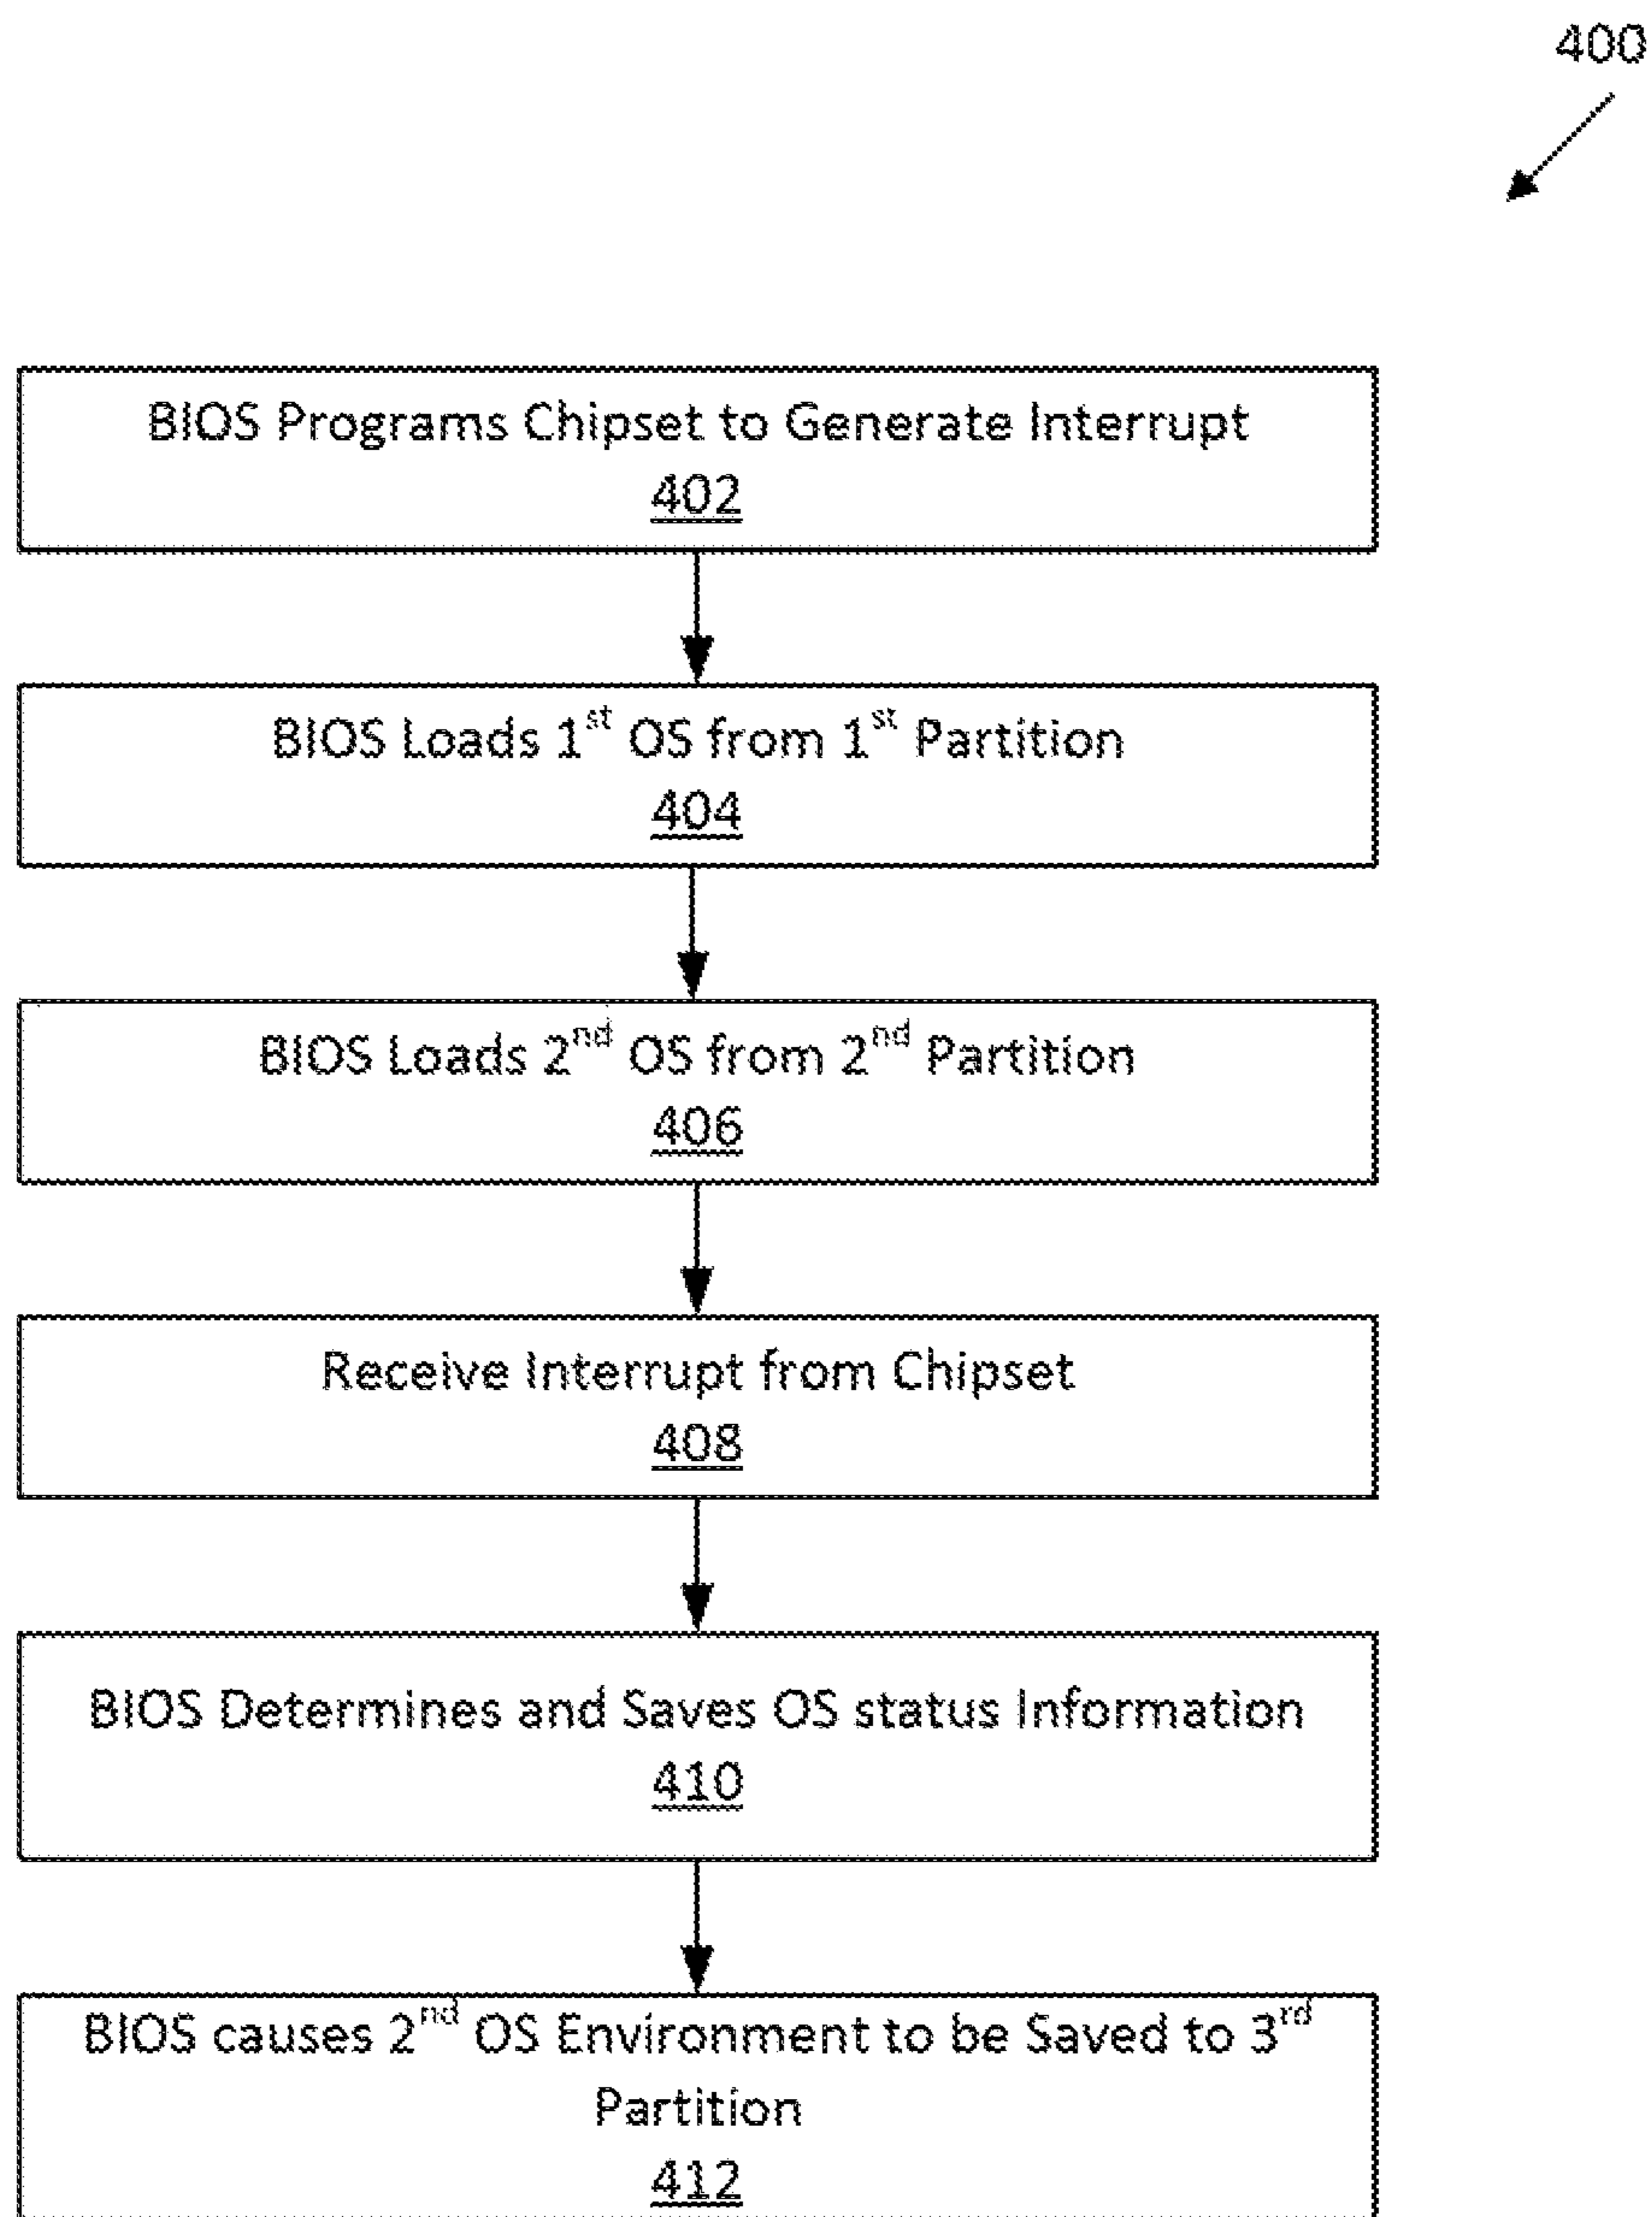 400
BIOS Programs Chipset to Generate Interrupt
402
BIOS Loads 1st OS from 1st Partition
404
BIOS Loads 2nd OS from 2nd Partition
406
Receive Interrupt from Chipset
408
BIOS Determines and Saves OS status Information
410
BIOS causes 2nd OS Environment to be Saved to 3rd
Partition
412